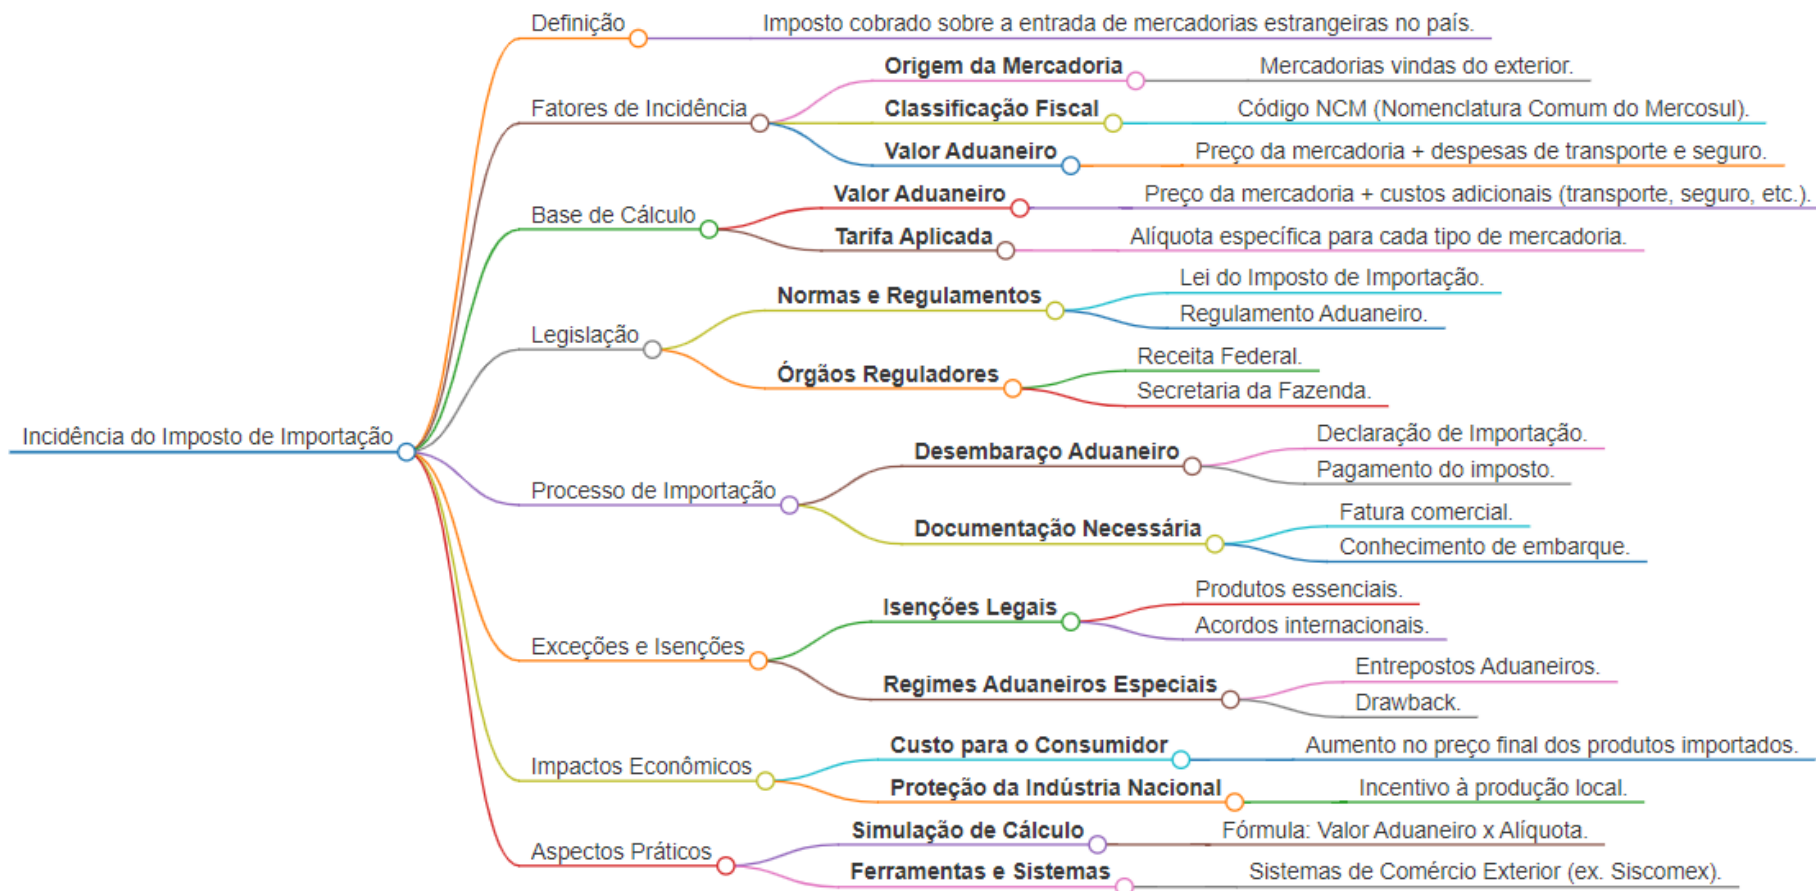 Incidência do Imposto de Importação
Definição
Imposto cobrado sobre a entrada de mercadorias estrangeiras no país.
Fatores de Incidência
Origem da Mercadoria
Mercadorias vindas do exterior.
Classificação Fiscal
Código NCM (Nomenclatura Comum do Mercosul).
Valor Aduaneiro
Preço da mercadoria + despesas de transporte e seguro.
Base de Cálculo
Valor Aduaneiro
Preço da mercadoria + custos adicionais (transporte, seguro, etc.).
Tarifa Aplicada
Alíquota específica para cada tipo de mercadoria.
Legislação
Normas e Regulamentos
Lei do Imposto de Importação.
Regulamento Aduaneiro.
Órgãos Reguladores
Receita Federal.
Secretaria da Fazenda.
Processo de Importação
Desembaraço Aduaneiro
Declaração de Importação.
Pagamento do imposto.
Documentação Necessária
Fatura comercial.
Conhecimento de embarque.
Exceções e Isenções
Isenções Legais
Produtos essenciais.
Acordos internacionais.
Regimes Aduaneiros Especiais
Entrepostos Aduaneiros.
Drawback.
Impactos Econômicos
Custo para o Consumidor
Aumento no preço final dos produtos importados.
Proteção da Indústria Nacional
Incentivo à produção local.
Aspectos Práticos
Simulação de Cálculo
Fórmula: Valor Aduaneiro x Alíquota.
Ferramentas e Sistemas
Sistemas de Comércio Exterior (ex. Siscomex).